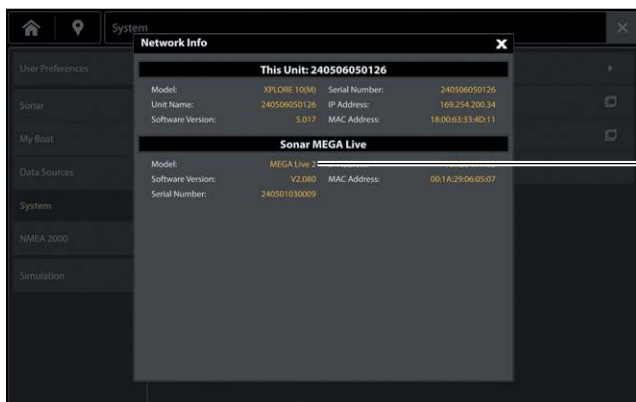 System
Network Info
This Unit: 240506050126
Model: XPLORE 10(M) Serial Number: 240506050126
Unit Name: 240506050126 IP Address: 169.254.200.34
Software Version: 5.017 MAC Address: 18:00:63:33:4D:11
Sonar MEGA Live
Model: MEGA Live 2
Software Version: V2.080 MAC Address: 00:1A:29:06:05:07
Serial Number: 240501030009
User Preferences
Sonar
My Boat
Data Sources
System
NMEA 2000
Simulation